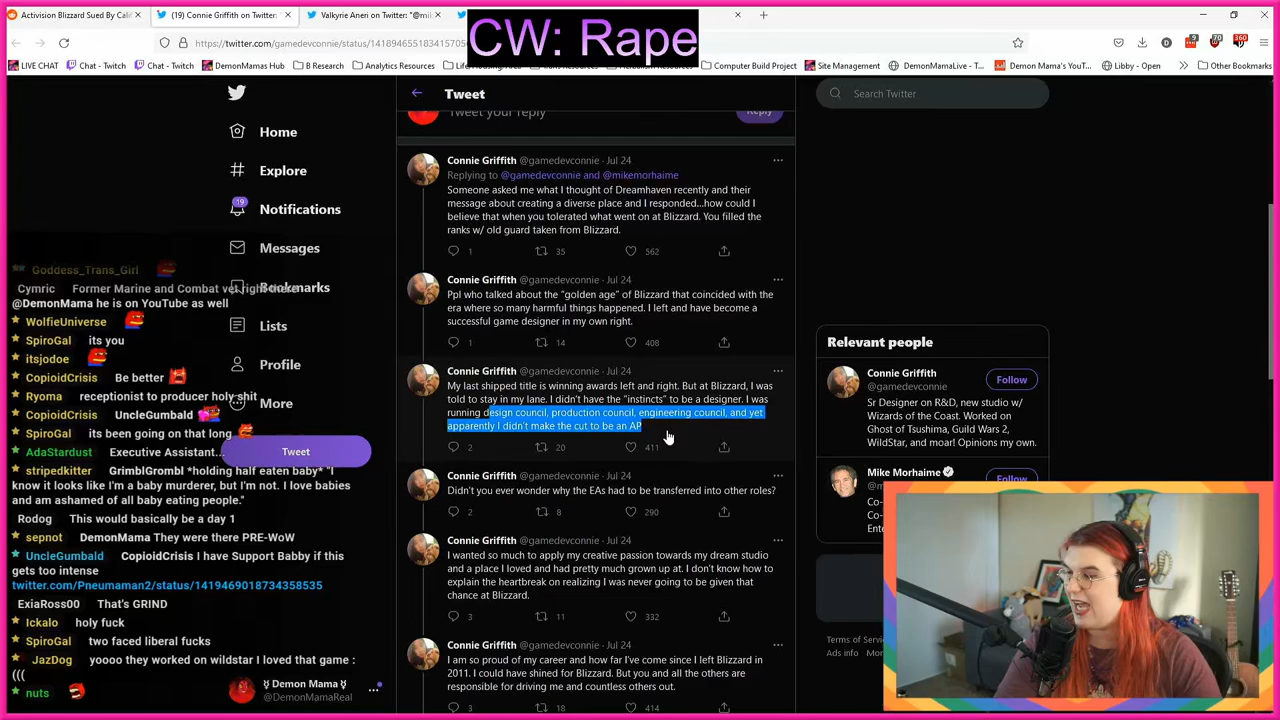 Activision Blizzard Sued By Cali
(19) Connie Griffith on Twitter:
Valkyrie Aneri on Twitter: "@mik
CW: Rape
https://twitter.com/gamedevconnie/status/14189465518341570
LIVE CHAT
Chat - Twitch
Chat - Twitch
DemonMamas Hub
B Research
Analytics Resources
Computer Build Project
Site Management
DemonMamaLive - T...
Demon Mama's YouT...
Libby - Open
Other Bookmarks
Home
Explore
19
Notifications
Messages
Bookmarks
Lists
Profile
More
Tweet
☿ Demon Mama ☿
@DemonMamaReal
Goddess_Trans_Girl
Cymric Former Marine and Combat vet right there
@DemonMama he is on YouTube as well
WolfieUniverse
SpiroGal its you
itsjodoe
CopioidCrisis Be better
Ryoma receptionist to producer holy shit
CopioidCrisis UncleGumbald
SpiroGal its been going on that long
AdaStardust Executive Assistant...
stripedkitter GrimblGrombl *holding half eaten baby* "I
know it looks like I'm a baby murderer, but I'm not. I love babies
and am ashamed of all baby eating people."
Rodog This would basically be a day 1
sepnot DemonMama They were there PRE-WoW
UncleGumbald CopioidCrisis I have Support Babby if this
gets too intense
twitter.com/Pneumaman2/status/1419469018734358535
ExiaRoss00 That's GRIND
Ickalo holy fuck
SpiroGal two faced liberal fucks
JazDog yoooo they worked on wildstar I loved that game :
(((
nuts
Tweet
Tweet your reply
Reply
Connie Griffith @gamedevconnie · Jul 24
Replying to @gamedevconnie and @mikemorhaime
Someone asked me what I thought of Dreamhaven recently and their
message about creating a diverse place and I responded...how could I
believe that when you tolerated what went on at Blizzard. You filled the
ranks w/ old guard taken from Blizzard.
1 35 562
Connie Griffith @gamedevconnie · Jul 24
Ppl who talked about the "golden age" of Blizzard that coincided with the
era where so many harmful things happened. I left and have become a
successful game designer in my own right.
1 14 408
Connie Griffith @gamedevconnie · Jul 24
My last shipped title is winning awards left and right. But at Blizzard, I was
told to stay in my lane. I didn't have the "instincts" to be a designer. I was
running design council, production council, engineering council, and yet
apparently I didn't make the cut to be an AP
2 20 411
Connie Griffith @gamedevconnie · Jul 24
Didn't you ever wonder why the EAs had to be transferred into other roles?
2 8 290
Connie Griffith @gamedevconnie · Jul 24
I wanted so much to apply my creative passion towards my dream studio
and a place I loved and had pretty much grown up at. I don't know how to
explain the heartbreak on realizing I was never going to be given that
chance at Blizzard.
3 11 332
Connie Griffith @gamedevconnie · Jul 24
I am so proud of my career and how far I've come since I left Blizzard in
2011. I could have shined for Blizzard. But you and all the others are
responsible for driving me and countless others out.
3 18 414
Search Twitter
Relevant people
Connie Griffith
@gamedevconnie
Follow
Sr Designer on R&D, new studio w/
Wizards of the Coast. Worked on
Ghost of Tsushima, Guild Wars 2,
WildStar, and more! Opinions my own.
Mike Morhaime
Follow
Terms of Servi
Ads info